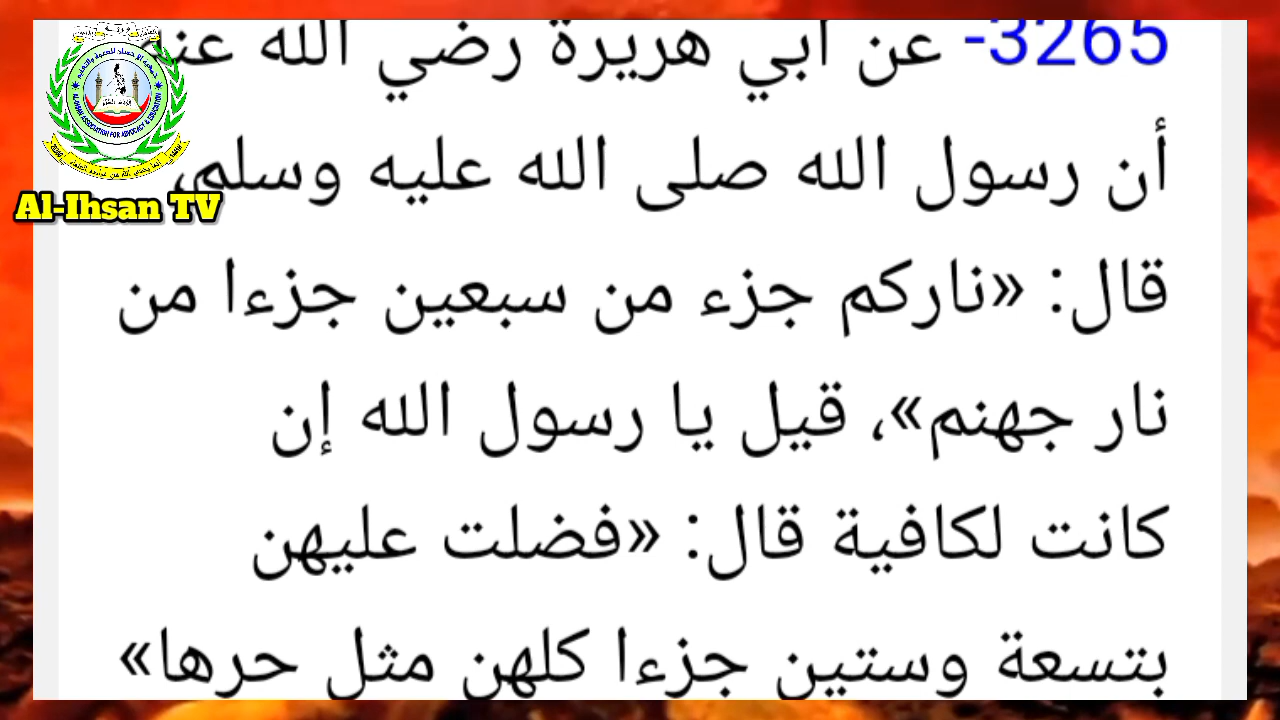 3265- عن أبي هريرة رضي الله عنه
أن رسول الله صلى الله عليه وسلم،
قال: «ناركم جزء من سبعين جزءا من
نار جهنم»، قيل يا رسول الله إن
كانت لكافية قال: «فضلت عليهن
بتسعة وستين جزءا كلهن مثل حرها»
Al-Ihsan TV